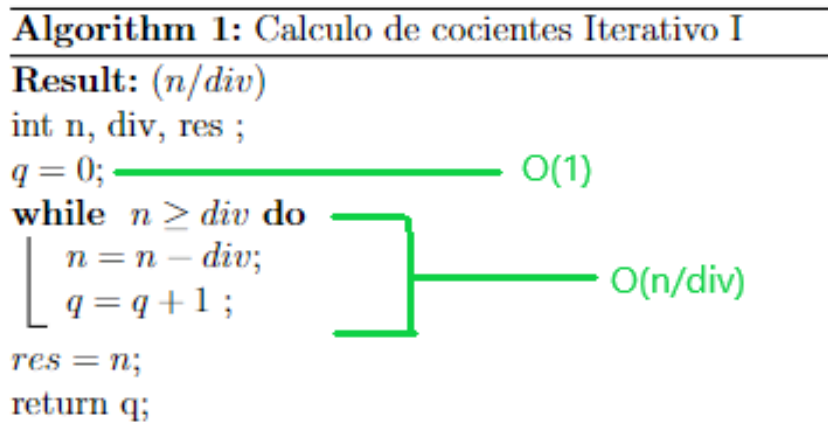 Algorithm 1: Calculo de cocientes Iterativo I
Result: (n/div)
int n, div, res ;
q = 0;
O(1)
while n ≥ div do
n = n − div;
O(n/div)
q = q + 1 ;
res = n;
return q;